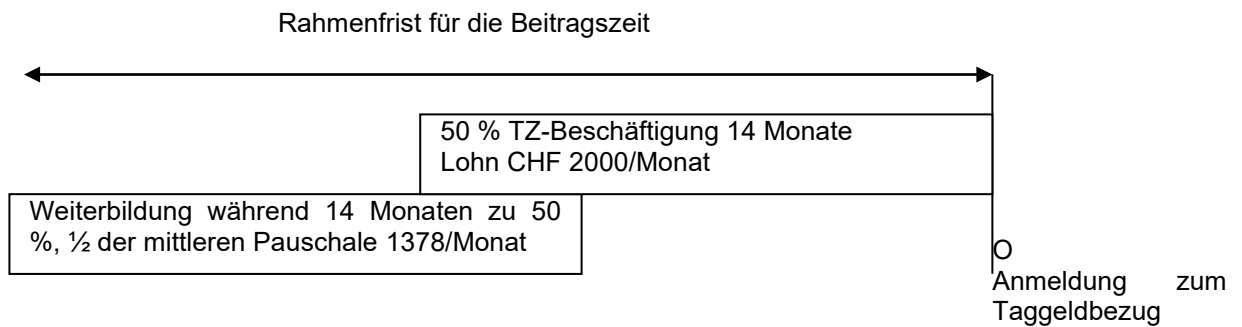 Rahmenfrist für die Beitragszeit
50 % TZ-Beschäftigung 14 Monate
Lohn CHF 2000/Monat
Weiterbildung während 14 Monaten zu 50
%, ½ der mittleren Pauschale 1378/Monat
O
Anmeldung zum
Taggeldbezug